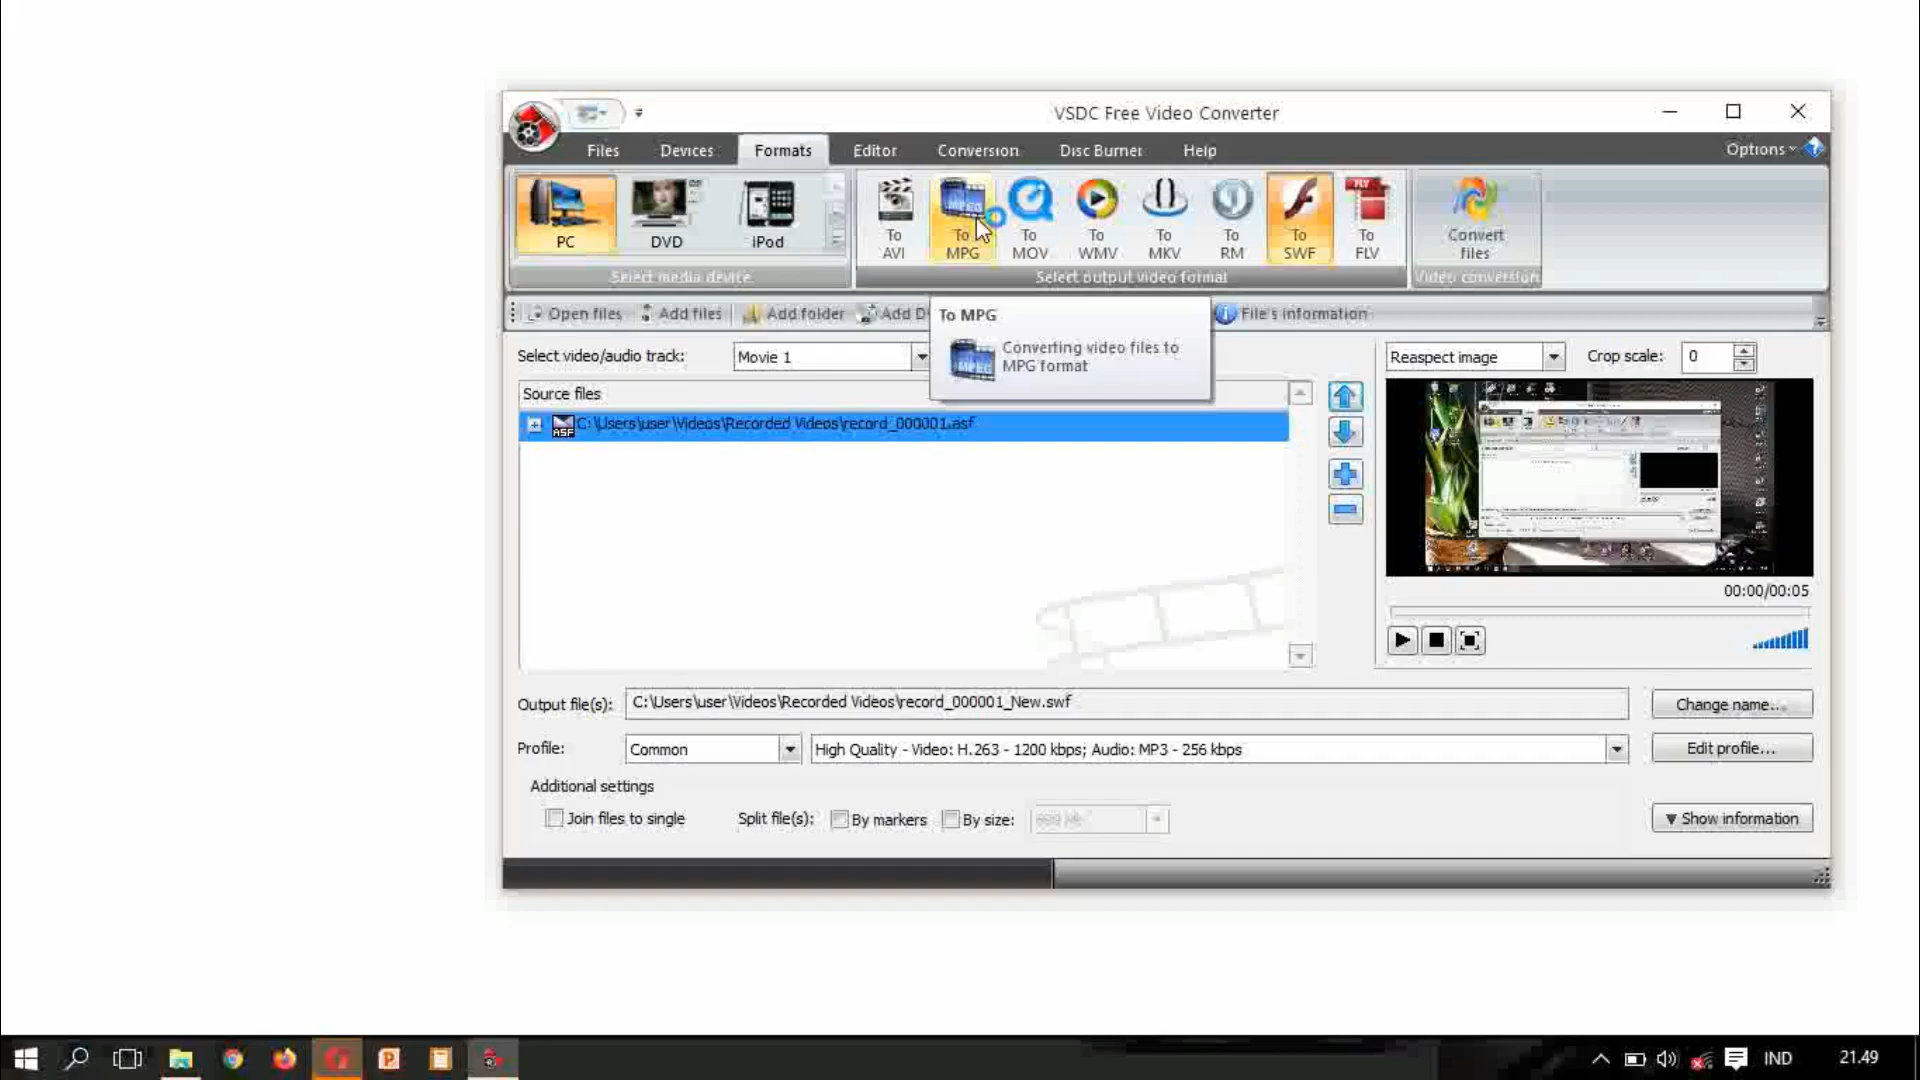 VSDC Free Video Converter
Files Devices Formats Editor Conversion Disc Burner Help Options
PC DVD iPod
To AVI
To MPG
To MOV
To WMV
To MKV
To RM
To SWF
To FLV
Convert files
Select media device
Select output video format
Video conversion
Open files Add files Add folder Add D File's information
To MPG
Converting video files to
MPG format
Select video/audio track: Movie 1
Reaspect image Crop scale: 0
Source files
C:\Users\user\Videos\Recorded Videos\record_000001.asf
00:00/00:05
Output file(s): C:\Users\user\Videos\Recorded Videos\record_000001_New.swf Change name...
Profile: Common High Quality - Video: H.263 - 1200 kbps; Audio: MP3 - 256 kbps Edit profile...
Additional settings
Join files to single Split file(s): By markers By size: Show information
IND 21.49